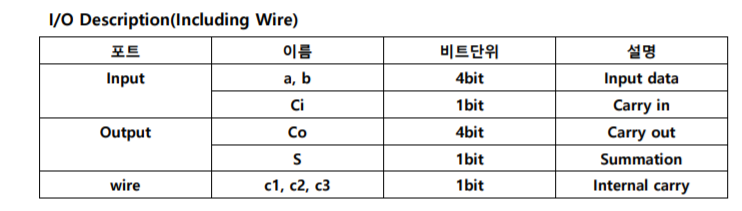 I/O Description(Including Wire)
포트 이름 비트단위 설명
Input a, b 4bit Input data
Ci 1bit Carry in
Output Co 4bit Carry out
S 1bit Summation
wire c1, c2, c3 1bit Internal carry